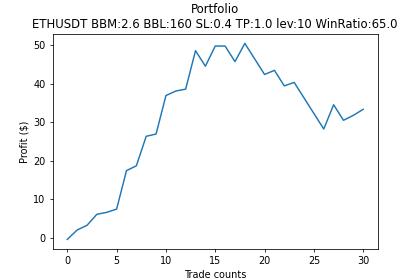 Portfolio
ETHUSDT BBM:2.6 BBL:160 SL:0.4 TP:1.0 lev:10 WinRatio:65.0
50
40
30
20
10
0
Profit ($)
0 5 10 15 20 25 30
Trade counts